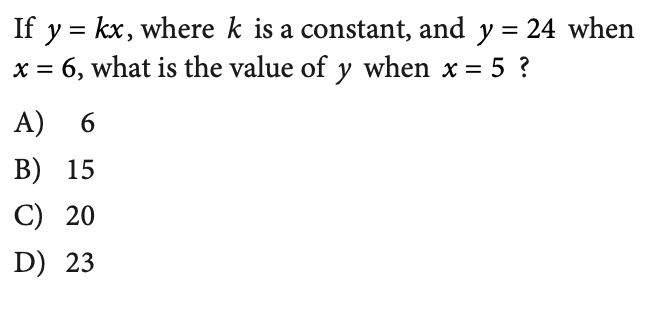 If y = kx, where k is a constant, and y = 24 when
x = 6, what is the value of y when x = 5 ?
A) 6
B) 15
C) 20
D) 23